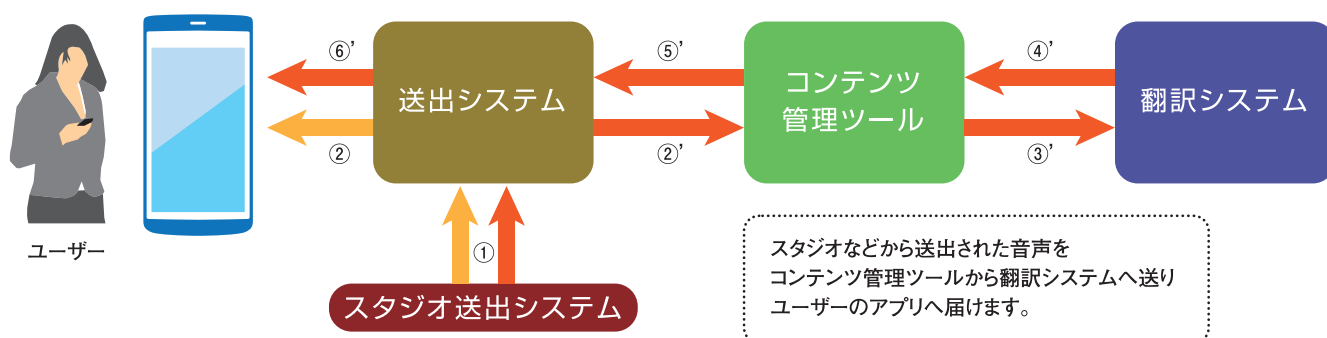 ⑥’
⑤’
④’
送出システム
コンテンツ
管理ツール
翻訳システム
②
②’
③’
ユーザー
①
スタジオ送出システム
スタジオなどから送出された音声を
コンテンツ管理ツールから翻訳システムへ送り
ユーザーのアプリへ届けます。